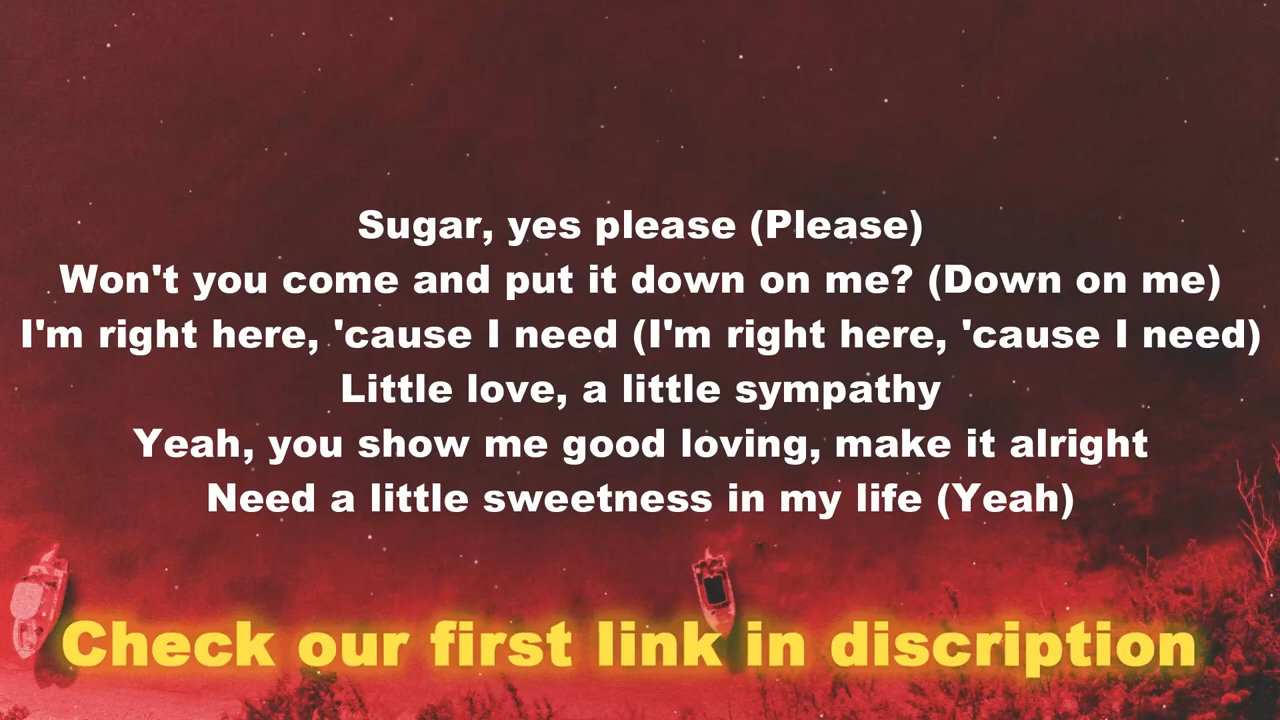 Sugar, yes please (Please)
Won't you come and put it down on me? (Down on me)
I'm right here, 'cause I need (I'm right here, 'cause I need)
Little love, a little sympathy
Yeah, you show me good loving, make it alright
Need a little sweetness in my life (Yeah)
Check our first link in discription